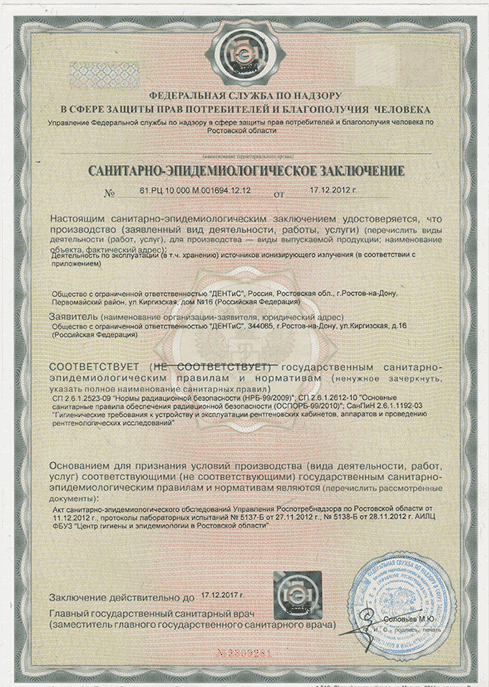 ФЕДЕРАЛЬНАЯ СЛУЖБА ПО НАДЗОРУ
В СФЕРЕ ЗАЩИТЫ ПРАВ ПОТРЕБИТЕЛЕЙ И БЛАГОПОЛУЧИЯ ЧЕЛОВЕКА
Управление Федеральной службы по надзору в сфере защиты прав потребителей и благополучия человека по
Ростовской области
(наименование территориального органа)
САНИТАРНО-ЭПИДЕМИОЛОГИЧЕСКОЕ ЗАКЛЮЧЕНИЕ
№ 61.РЦ.10.000.М.001694.12.12 от 17.12.2012 г.
Настоящим санитарно-эпидемиологическим заключением удостоверяется, что
производство (заявленный вид деятельности, работы, услуги) (перечислить виды
деятельности (работ, услуг), для производства — виды выпускаемой продукции; наименование
объекта, фактический адрес):
Деятельность по эксплуатации (в т.ч. хранению) источников ионизирующего излучения (в соответствии с
приложением)
Общество с ограниченной ответственностью "ДЕНТиС", Россия, Ростовская обл., г.Ростов-на-Дону,
Первомайский район, ул.Киргизская, дом №16 (Российская Федерация)
Заявитель (наименование организации-заявителя, юридический адрес)
Общество с ограниченной ответственностью "ДЕНТиС", 344065, г.Ростов-на-Дону, ул.Киргизская, д.16
(Российская Федерация)
СООТВЕТСТВУЕТ (НЕ СООТВЕТСТВУЕТ) государственным санитарно-
эпидемиологическим правилам и нормативам (ненужное зачеркнуть,
указать полное наименование санитарных правил)
СП 2.6.1.2523-09 "Нормы радиационной безопасности (НРБ-99/2009)"; СП 2.6.1.2612-10 "Основные
санитарные правила обеспечения радиационной безопасности (ОСПОРБ-99/2010); СанПиН 2.6.1.1192-03
"Гигиенические требования к устройству и эксплуатации рентгеновских кабинетов, аппаратов и проведению
рентгенологических исследований"
Основанием для признания условий производства (вида деятельности, работ,
услуг) соответствующими (не соответствующими) государственным санитарно-
эпидемиологическим правилам и нормативам являются (перечислить рассмотренные
документы):
Акт санитарно-эпидемиологического обследований Управления Роспотребнадзора по Ростовской области от
11.12.2012 г., протоколы лабораторных испытаний № 5137-Б от 27.11.2012 г., № 5138-Б от 28.11.2012 г. АИЛЦ
ФБУЗ "Центр гигиены и эпидемиологии в Ростовской области"
Заключение действительно до 17.12.2017 г.
Главный государственный санитарный врач
(заместитель главного государственного санитарного врача)
Соловьев М.Ю.
И., О., подпись, печать
№2309281